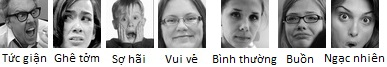 Tức giận Ghê tởm Sợ hãi Vui vẻ Bình thường Buồn Ngạc nhiên